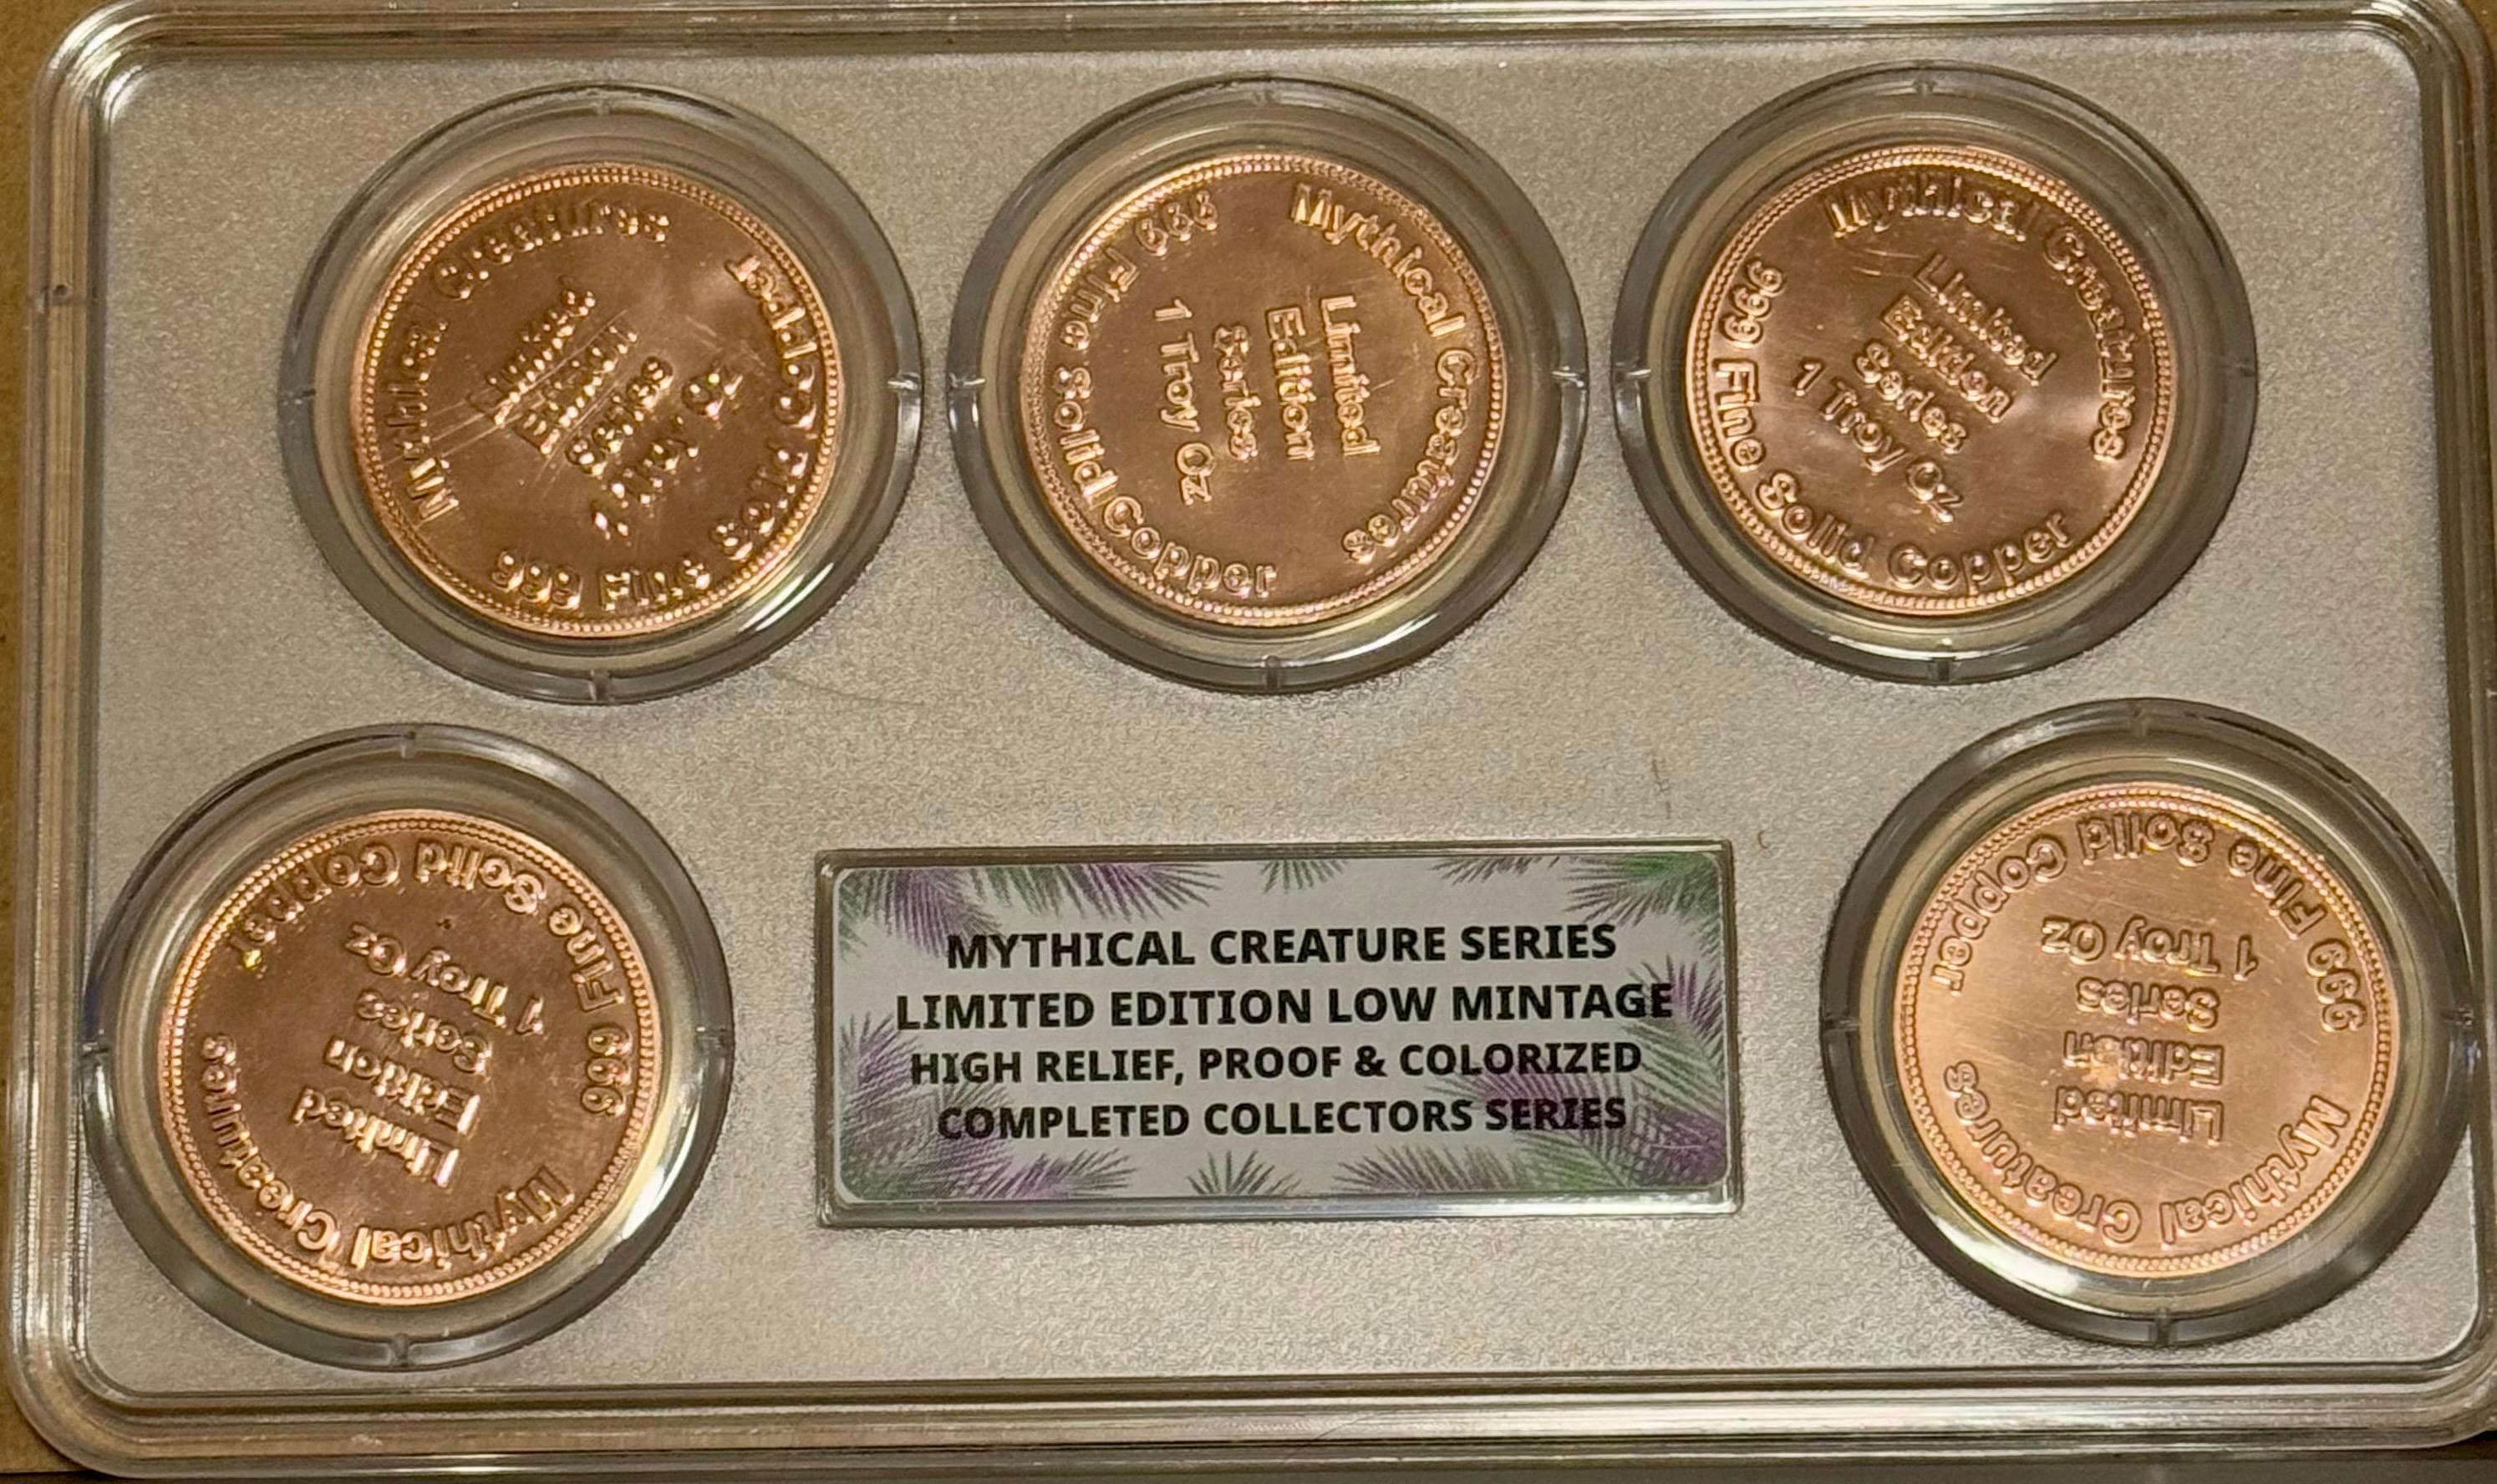 Mythical Creatures
Limited
Edition
Series
1 Troy Oz
999 Fine Solid Copper
Mythical Creatures
Limited
Edition
Series
1 Troy Oz
999 Fine Solid Copper
Mythical Creatures
Limited
Edition
Series
1 Troy Oz
999 Fine Solid Copper
Mythical Creatures
Limited
Edition
Series
1 Troy Oz
999 Fine Solid Copper
MYTHICAL CREATURE SERIES
LIMITED EDITION LOW MINTAGE
HIGH RELIEF, PROOF & COLORIZED
COMPLETED COLLECTORS SERIES
Mythical Creatures
Limited
Edition
Series
1 Troy Oz
999 Fine Solid Copper